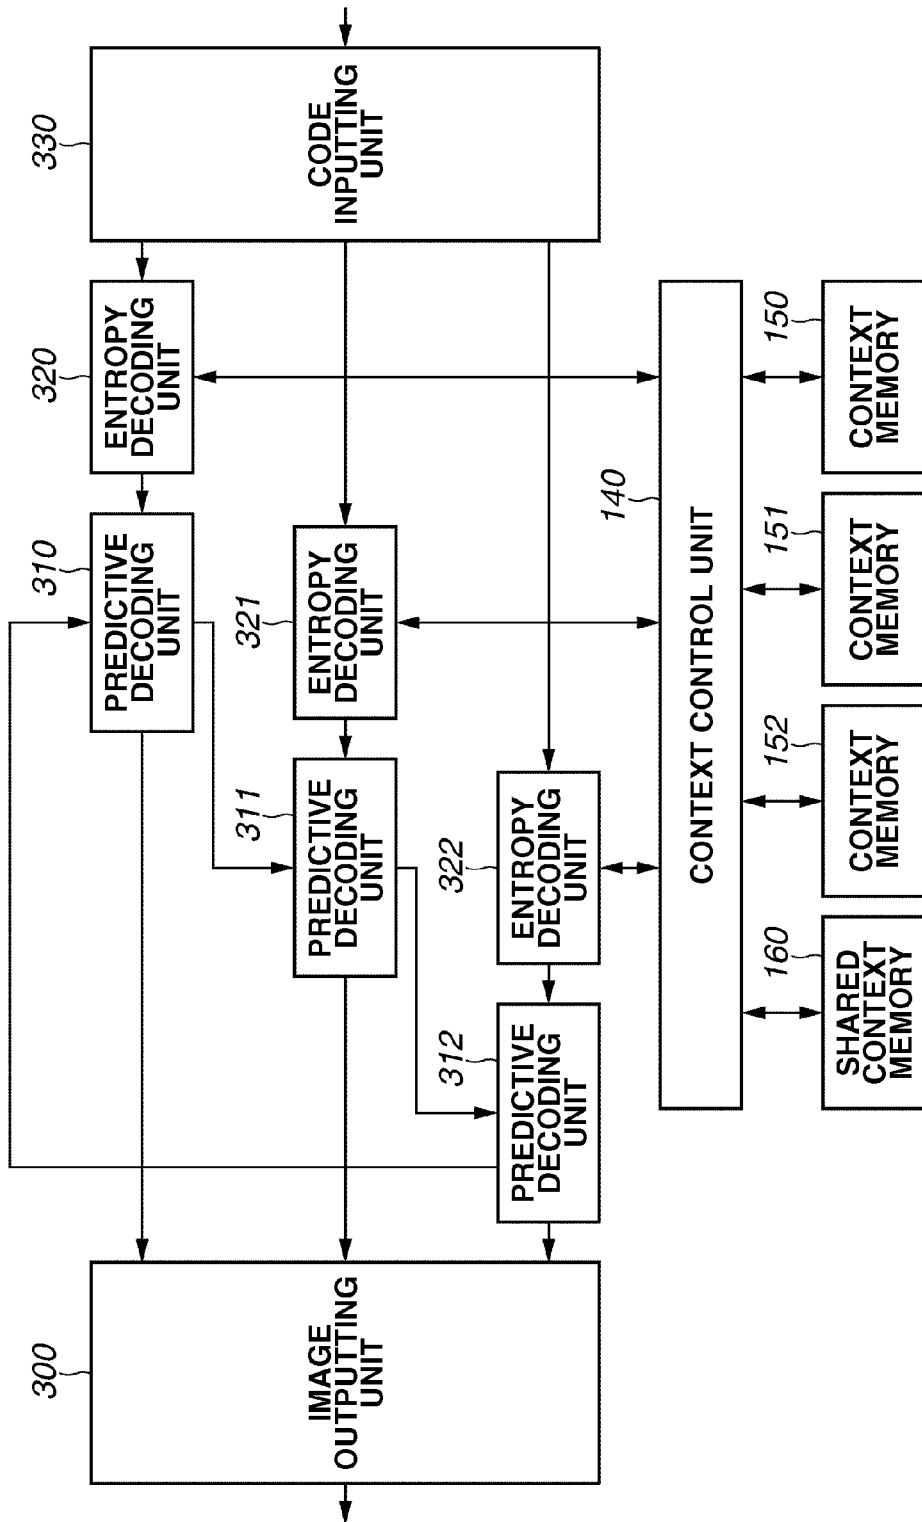 330
CODE
INPUTTING
UNIT
320
ENTROPY
DECODING
UNIT
310
PREDICTIVE
DECODING
UNIT
321
ENTROPY
DECODING
UNIT
311
PREDICTIVE
DECODING
UNIT
322
ENTROPY
DECODING
UNIT
312
PREDICTIVE
DECODING
UNIT
300
IMAGE
OUTPUTTING
UNIT
140
CONTEXT CONTROL UNIT
150
CONTEXT
MEMORY
151
CONTEXT
MEMORY
152
CONTEXT
MEMORY
160
SHARED
CONTEXT
MEMORY